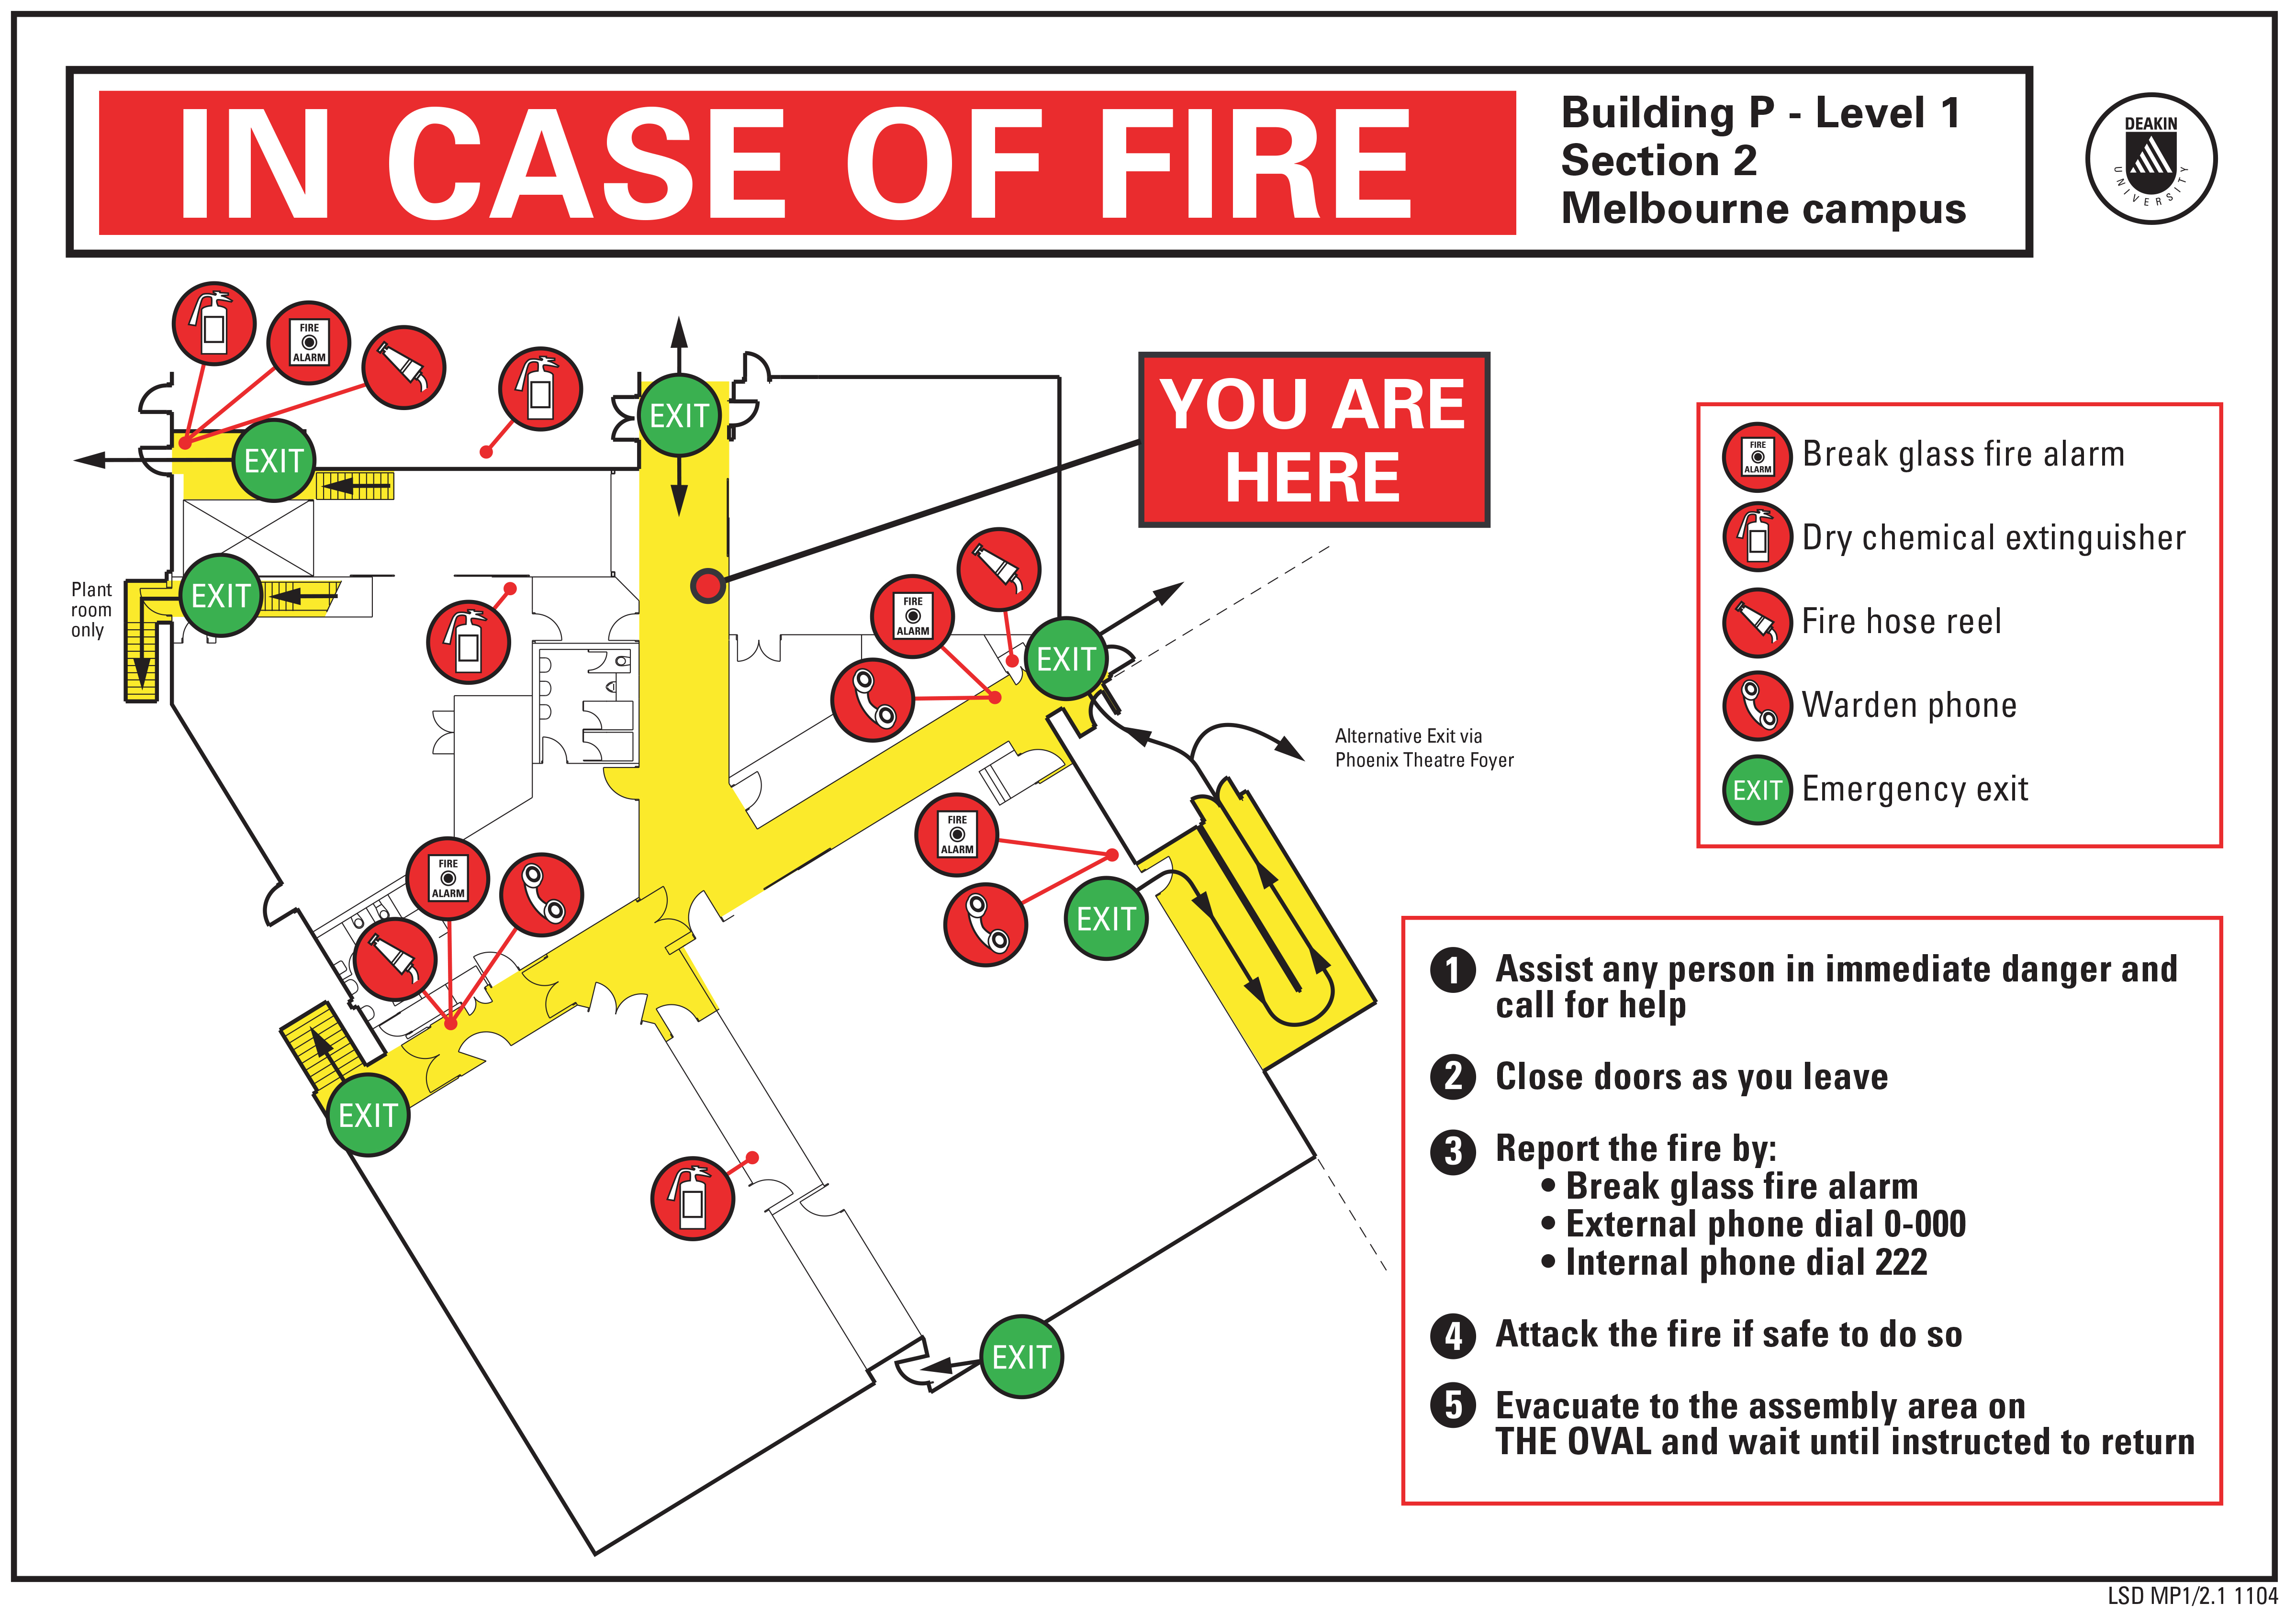 IN CASE OF FIRE
Building P - Level 1
Section 2
Melbourne campus
DEAKIN
UNIVERSITY
FIRE
ALARM
EXIT
EXIT
YOU ARE
HERE
Plant
room
only
EXIT
FIRE
ALARM
EXIT
Alternative Exit via
Phoenix Theatre Foyer
FIRE
ALARM
FIRE
ALARM
EXIT
EXIT
EXIT
FIRE
ALARM
Break glass fire alarm
Dry chemical extinguisher
Fire hose reel
Warden phone
EXIT Emergency exit
1 Assist any person in immediate danger and
call for help
2 Close doors as you leave
3 Report the fire by:
• Break glass fire alarm
• External phone dial 0-000
• Internal phone dial 222
4 Attack the fire if safe to do so
5 Evacuate to the assembly area on
THE OVAL and wait until instructed to return
LSD MP1/2.1 1104